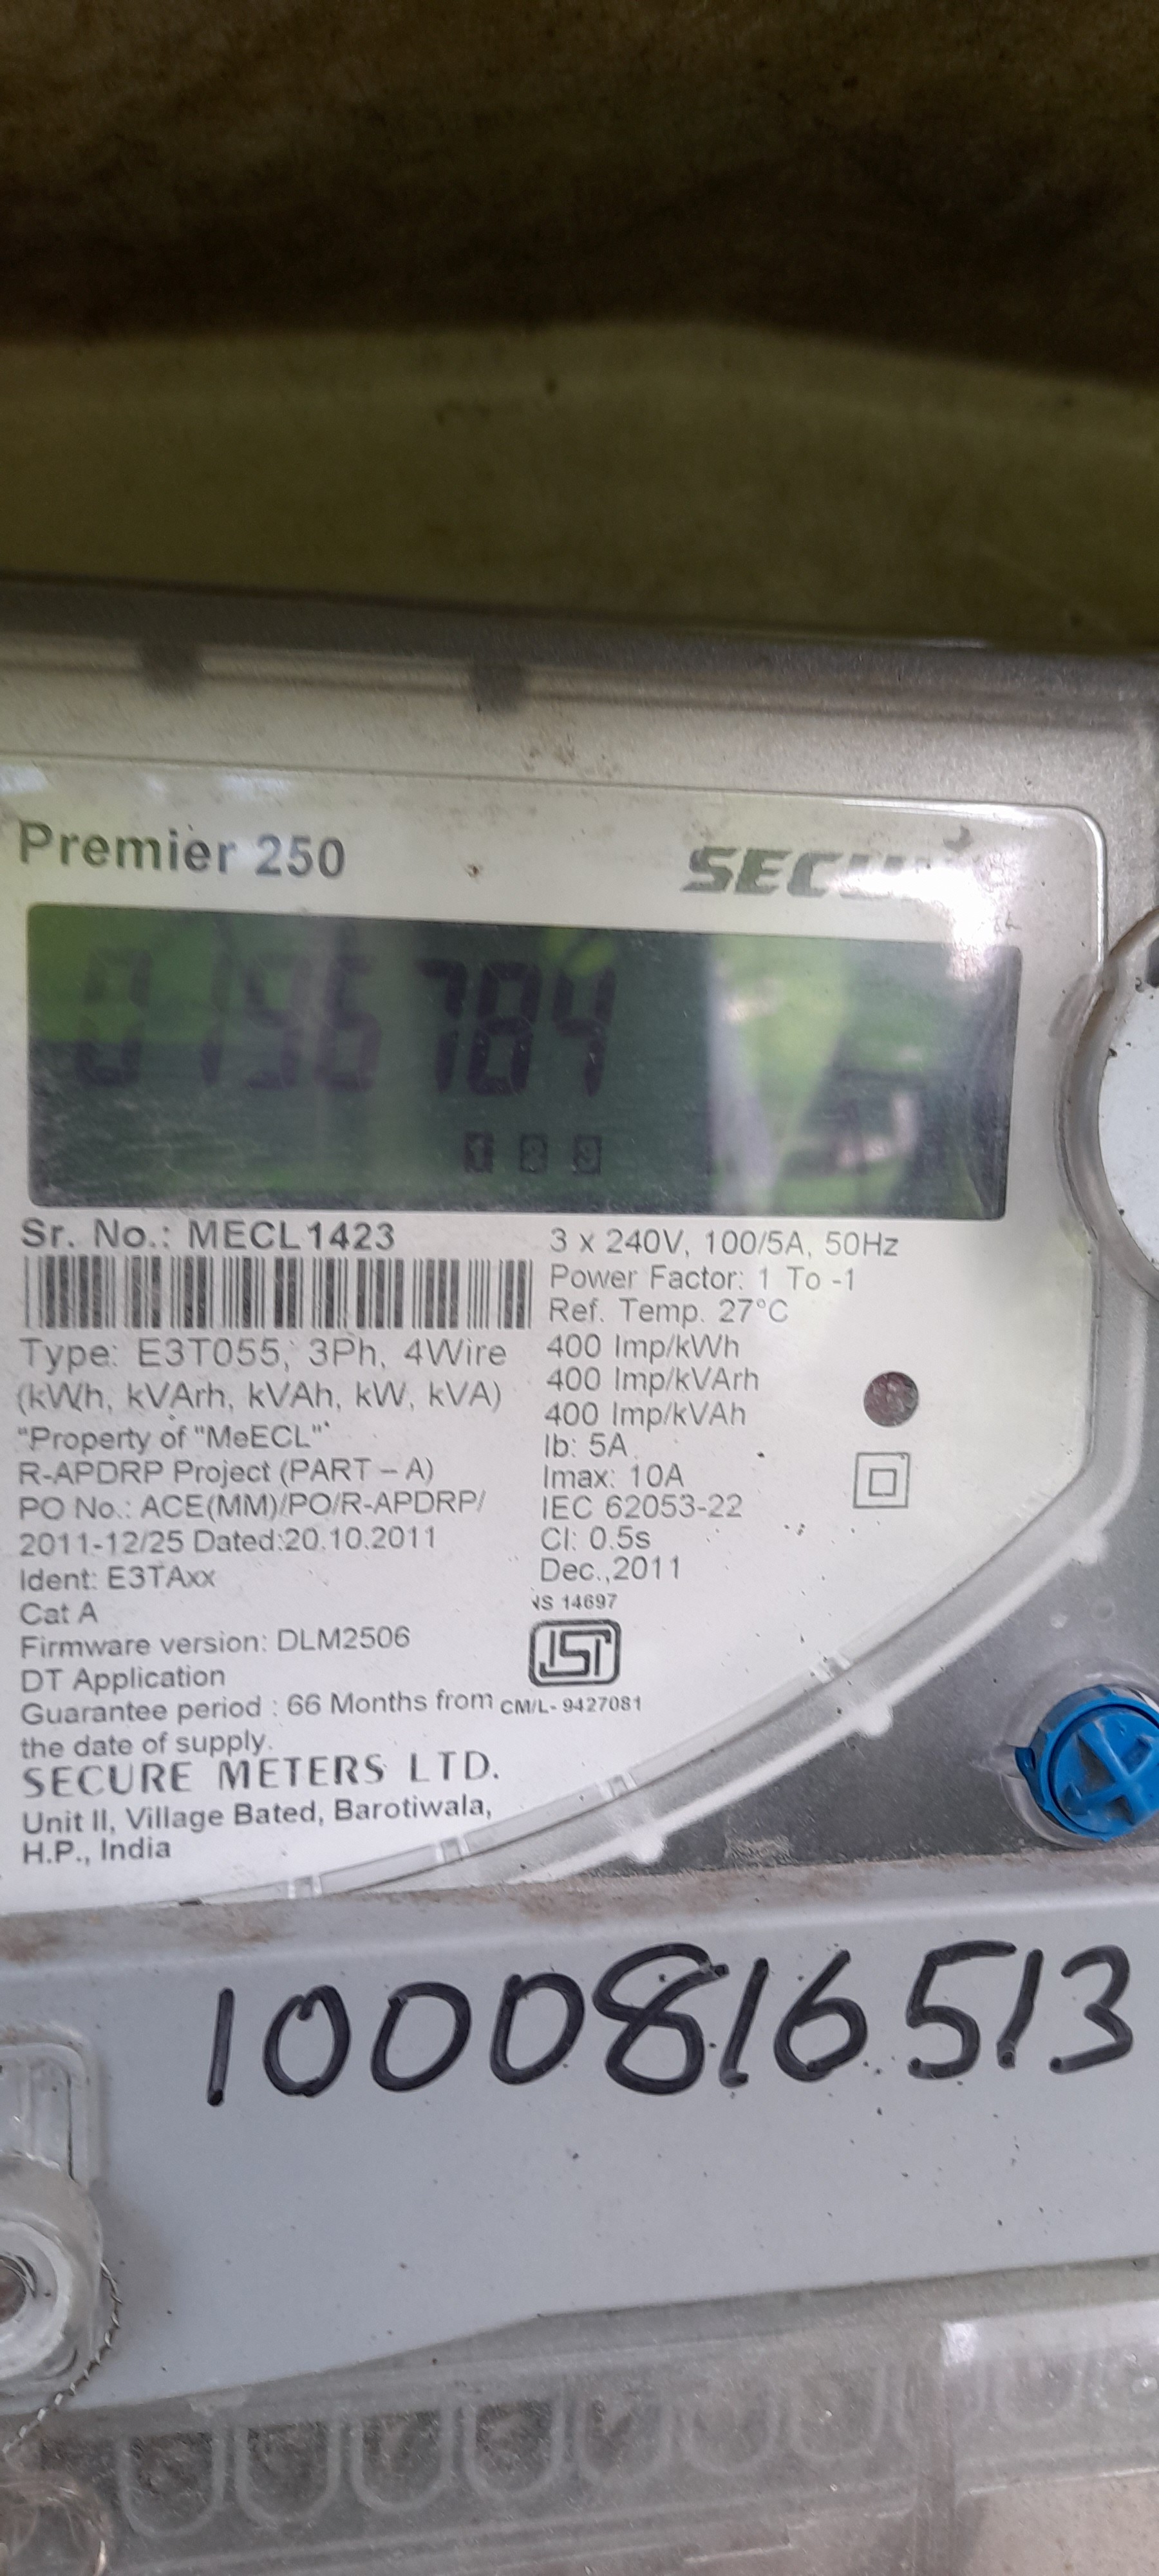 Premier 250
0196784
1 2 3
Sr. No.: MECL1423
3 x 240V, 100/5A, 50Hz
Power Factor: 1 To -1
Ref. Temp. 27°C
Type: E3T055, 3Ph, 4Wire
400 Imp/kWh
(kWh, kVArh, kVAh, kW, kVA)
400 Imp/kVArh
400 Imp/kVAh
"Property of "MeECL"
Ib: 5A
R-APDRP Project (PART – A)
Imax: 10A
PO No.: ACE(MM)/PO/R-APDRP/
IEC 62053-22
2011-12/25 Dated:20.10.2011
Cl: 0.5s
Ident: E3TAxx
Dec.,2011
Cat A
IS 14697
Firmware version: DLM2506
ISI
DT Application
Guarantee period : 66 Months from
CM/L- 9427081
the date of supply.
SECURE METERS LTD.
Unit II, Village Bated, Barotiwala,
H.P., India
1000816513